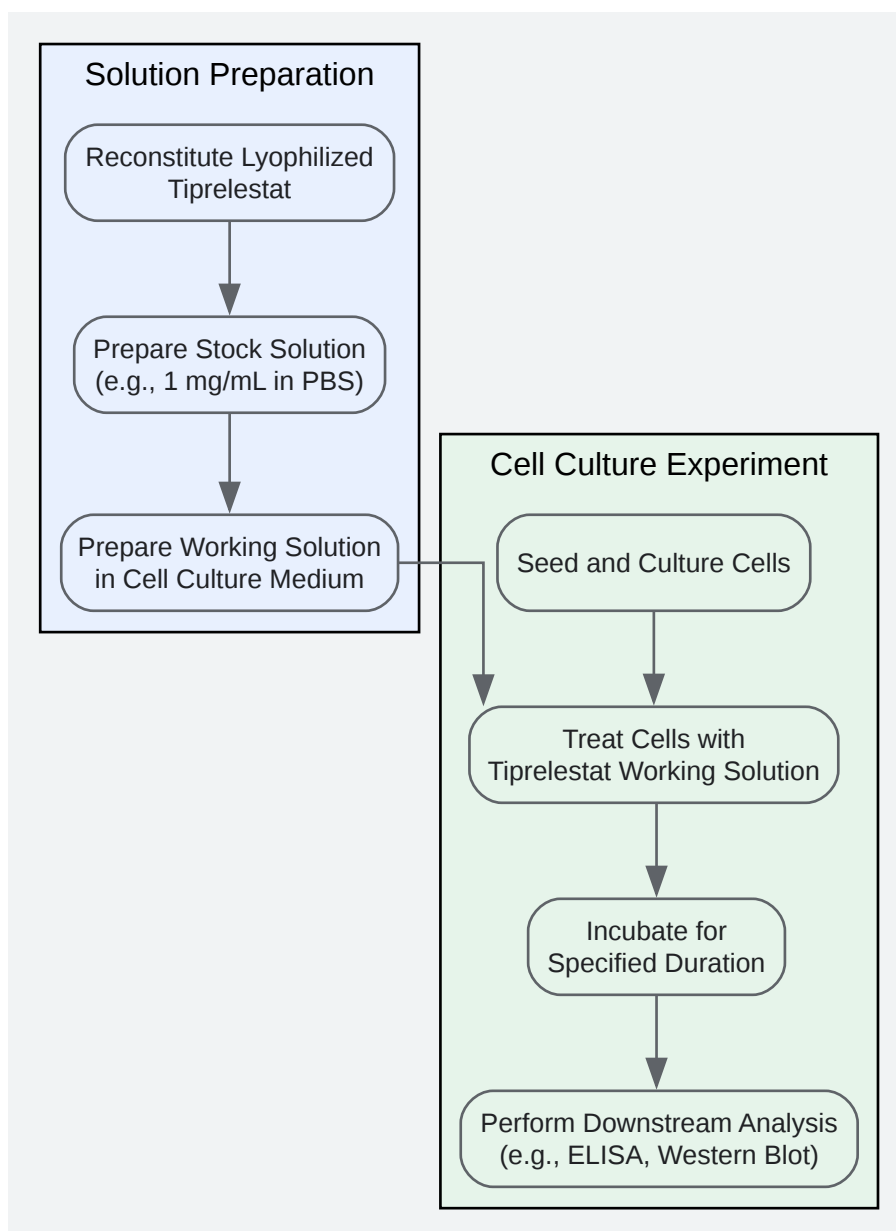 Solution Preparation
Reconstitute Lyophilized
Tiprelestat
Prepare Stock Solution
(e.g., 1 mg/mL in PBS)
Prepare Working Solution
in Cell Culture Medium
Cell Culture Experiment
Seed and Culture Cells
Treat Cells with
Tiprelestat Working Solution
Incubate for
Specified Duration
Perform Downstream Analysis
(e.g., ELISA, Western Blot)